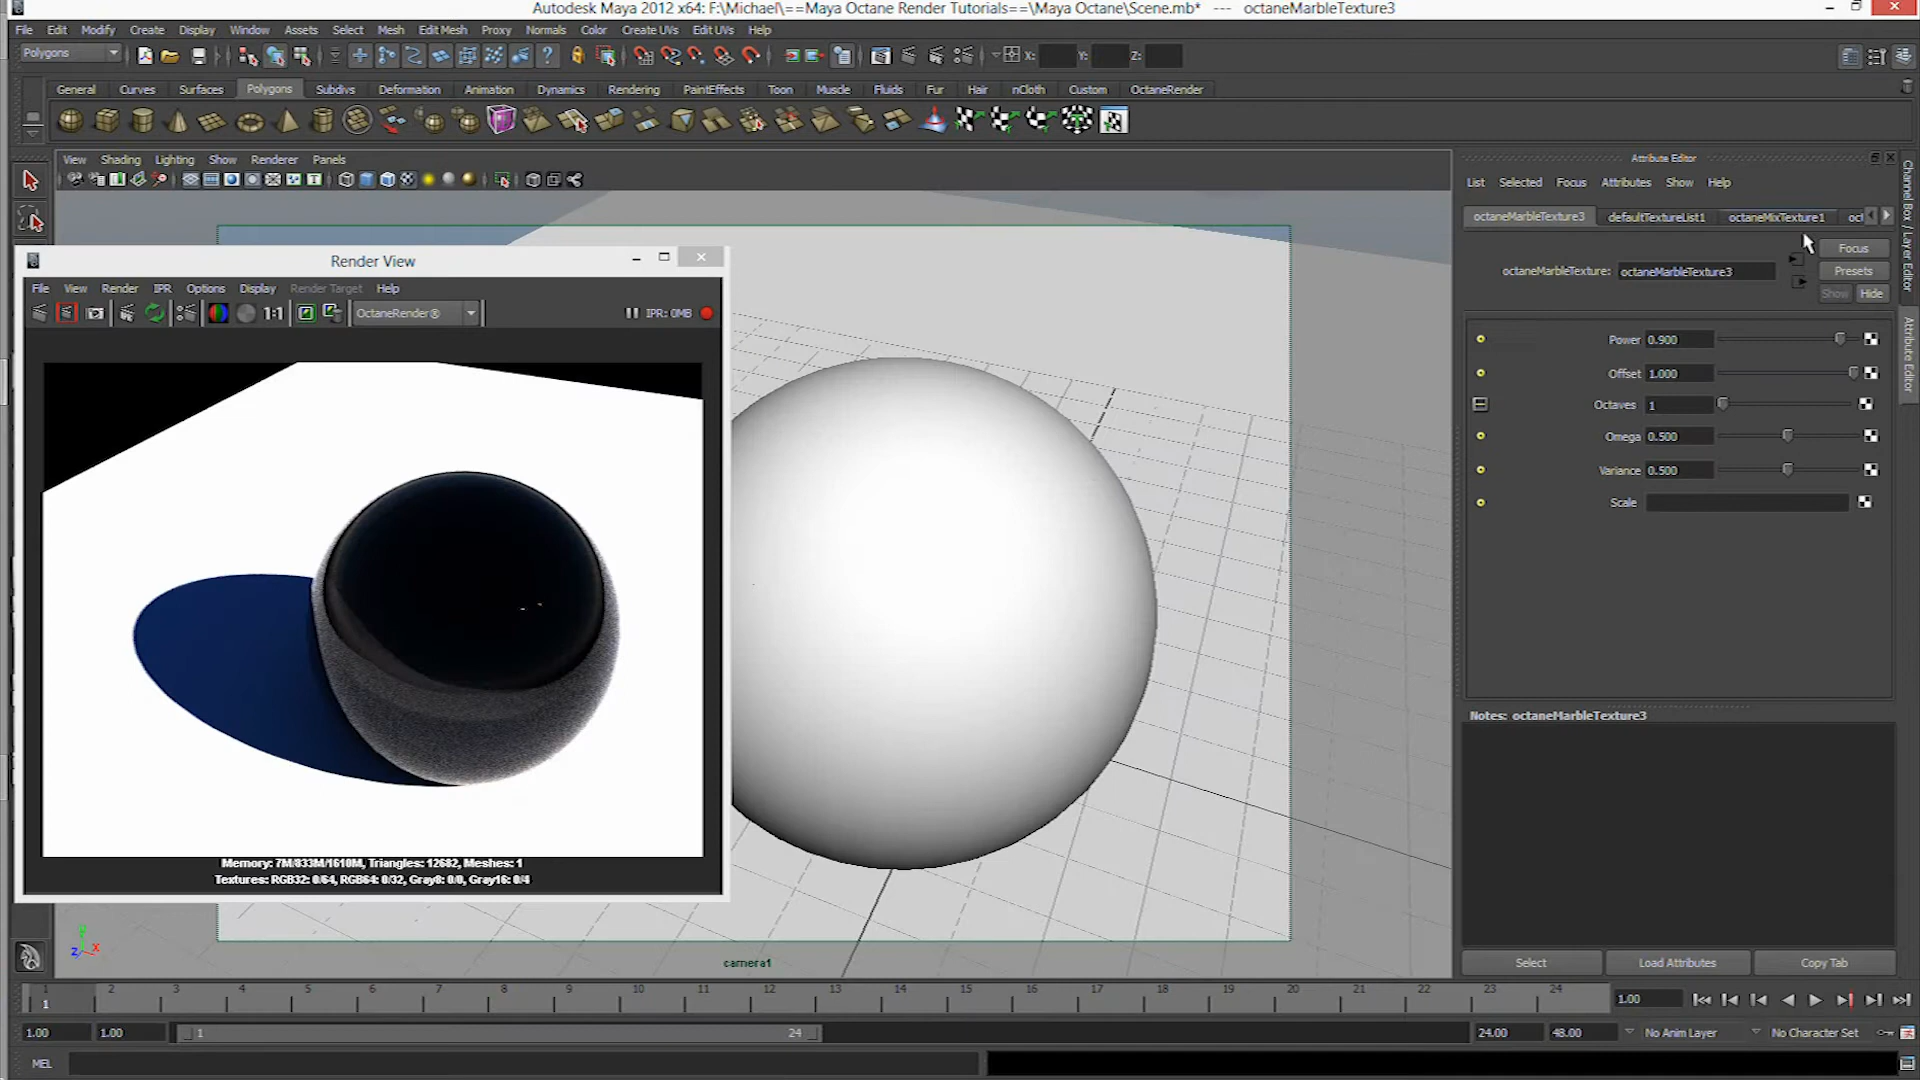 Autodesk Maya 2012 x64: F:\Michael\==Maya Octane Render Tutorials==\Maya Octane\Scene.mb*   ---   octaneMarbleTexture3
File Edit Modify Create Display Window Assets Select Mesh Edit Mesh Proxy Normals Color Create UVs Edit UVs Help
Polygons X: Y: Z:
General Curves Surfaces Polygons Subdivs Deformation Animation Dynamics Rendering PaintEffects Toon Muscle Fluids Fur Hair nCloth Custom OctaneRender
View Shading Lighting Show Renderer Panels
Attribute Editor
List Selected Focus Attributes Show Help
octaneMarbleTexture3 defaultTextureList1 octaneMixTexture1 oct
Focus
octaneMarbleTexture: octaneMarbleTexture3 Presets
Show Hide
Power 0.900
Offset 1.000
Octaves 1
Omega 0.500
Variance 0.500
Scale
Notes: octaneMarbleTexture3
Select Load Attributes Copy Tab
Channel Box / Layer Editor
Attribute Editor
Render View
File View Render IPR Options Display Render Target Help
1:1 OctaneRender® IPR: 0MB
Memory: 7M/833M/1610M, Triangles: 12682, Meshes: 1
Textures: RGB32: 0/64, RGB64: 0/32, Gray8: 0/0, Gray16: 0/4
Y
Z X
camera1
1 2 3 4 5 6 7 8 9 10 11 12 13 14 15 16 17 18 19 20 21 22 23 24
1 1.00
1.00 1.00 1 24 24.00 48.00 No Anim Layer No Character Set
MEL